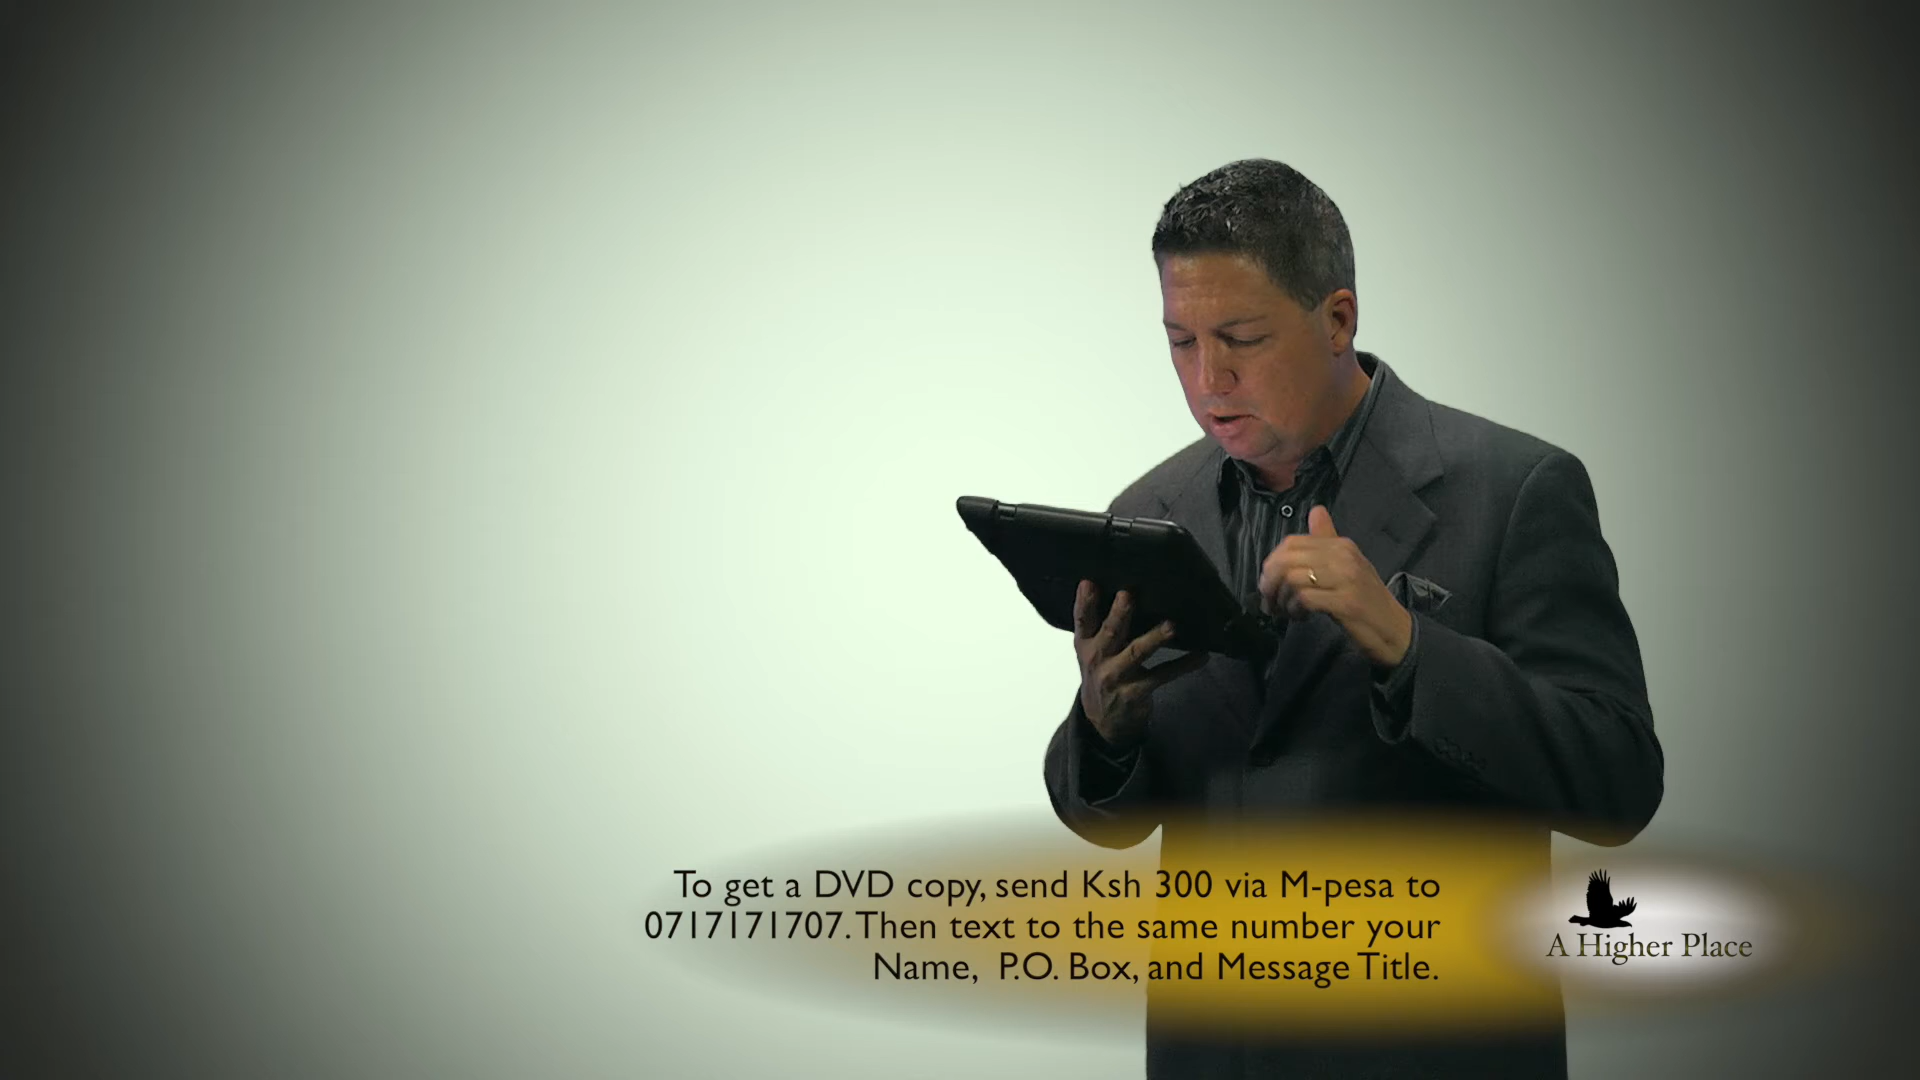 To get a DVD copy, send Ksh 300 via M-pesa to
0717171707. Then text to the same number your
Name, P.O. Box, and Message Title.
A Higher Place